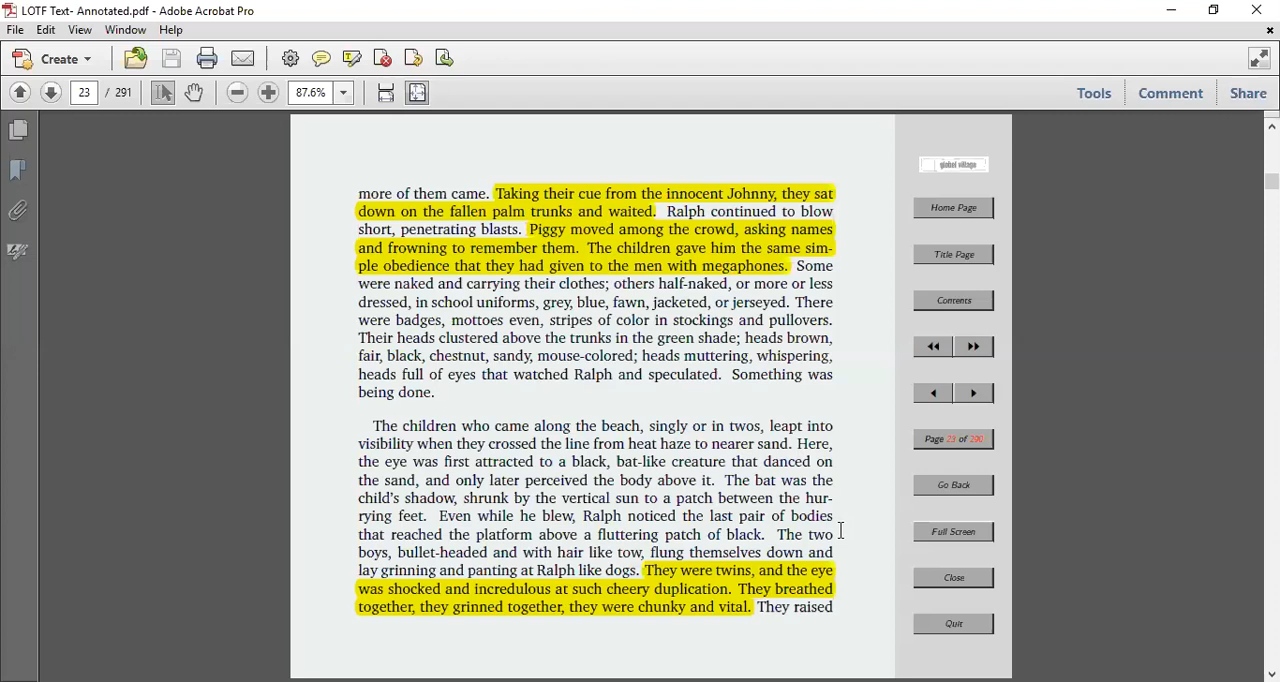 LOTF Text- Annotated.pdf - Adobe Acrobat Pro
File Edit View Window Help
Create
23 / 291 87.6% Tools Comment Share
global village
more of them came. Taking their cue from the innocent Johnny, they sat
down on the fallen palm trunks and waited. Ralph continued to blow
short, penetrating blasts. Piggy moved among the crowd, asking names
and frowning to remember them. The children gave him the same sim-
ple obedience that they had given to the men with megaphones. Some
were naked and carrying their clothes; others half-naked, or more or less
dressed, in school uniforms, grey, blue, fawn, jacketed, or jerseyed. There
were badges, mottoes even, stripes of color in stockings and pullovers.
Their heads clustered above the trunks in the green shade; heads brown,
fair, black, chestnut, sandy, mouse-colored; heads muttering, whispering,
heads full of eyes that watched Ralph and speculated. Something was
being done.
The children who came along the beach, singly or in twos, leapt into
visibility when they crossed the line from heat haze to nearer sand. Here,
the eye was first attracted to a black, bat-like creature that danced on
the sand, and only later perceived the body above it. The bat was the
child's shadow, shrunk by the vertical sun to a patch between the hur-
rying feet. Even while he blew, Ralph noticed the last pair of bodies
that reached the platform above a fluttering patch of black. The two
boys, bullet-headed and with hair like tow, flung themselves down and
lay grinning and panting at Ralph like dogs. They were twins, and the eye
was shocked and incredulous at such cheery duplication. They breathed
together, they grinned together, they were chunky and vital. They raised
Home Page
Title Page
Contents
Page 23 of 290
Go Back
Full Screen
Close
Quit